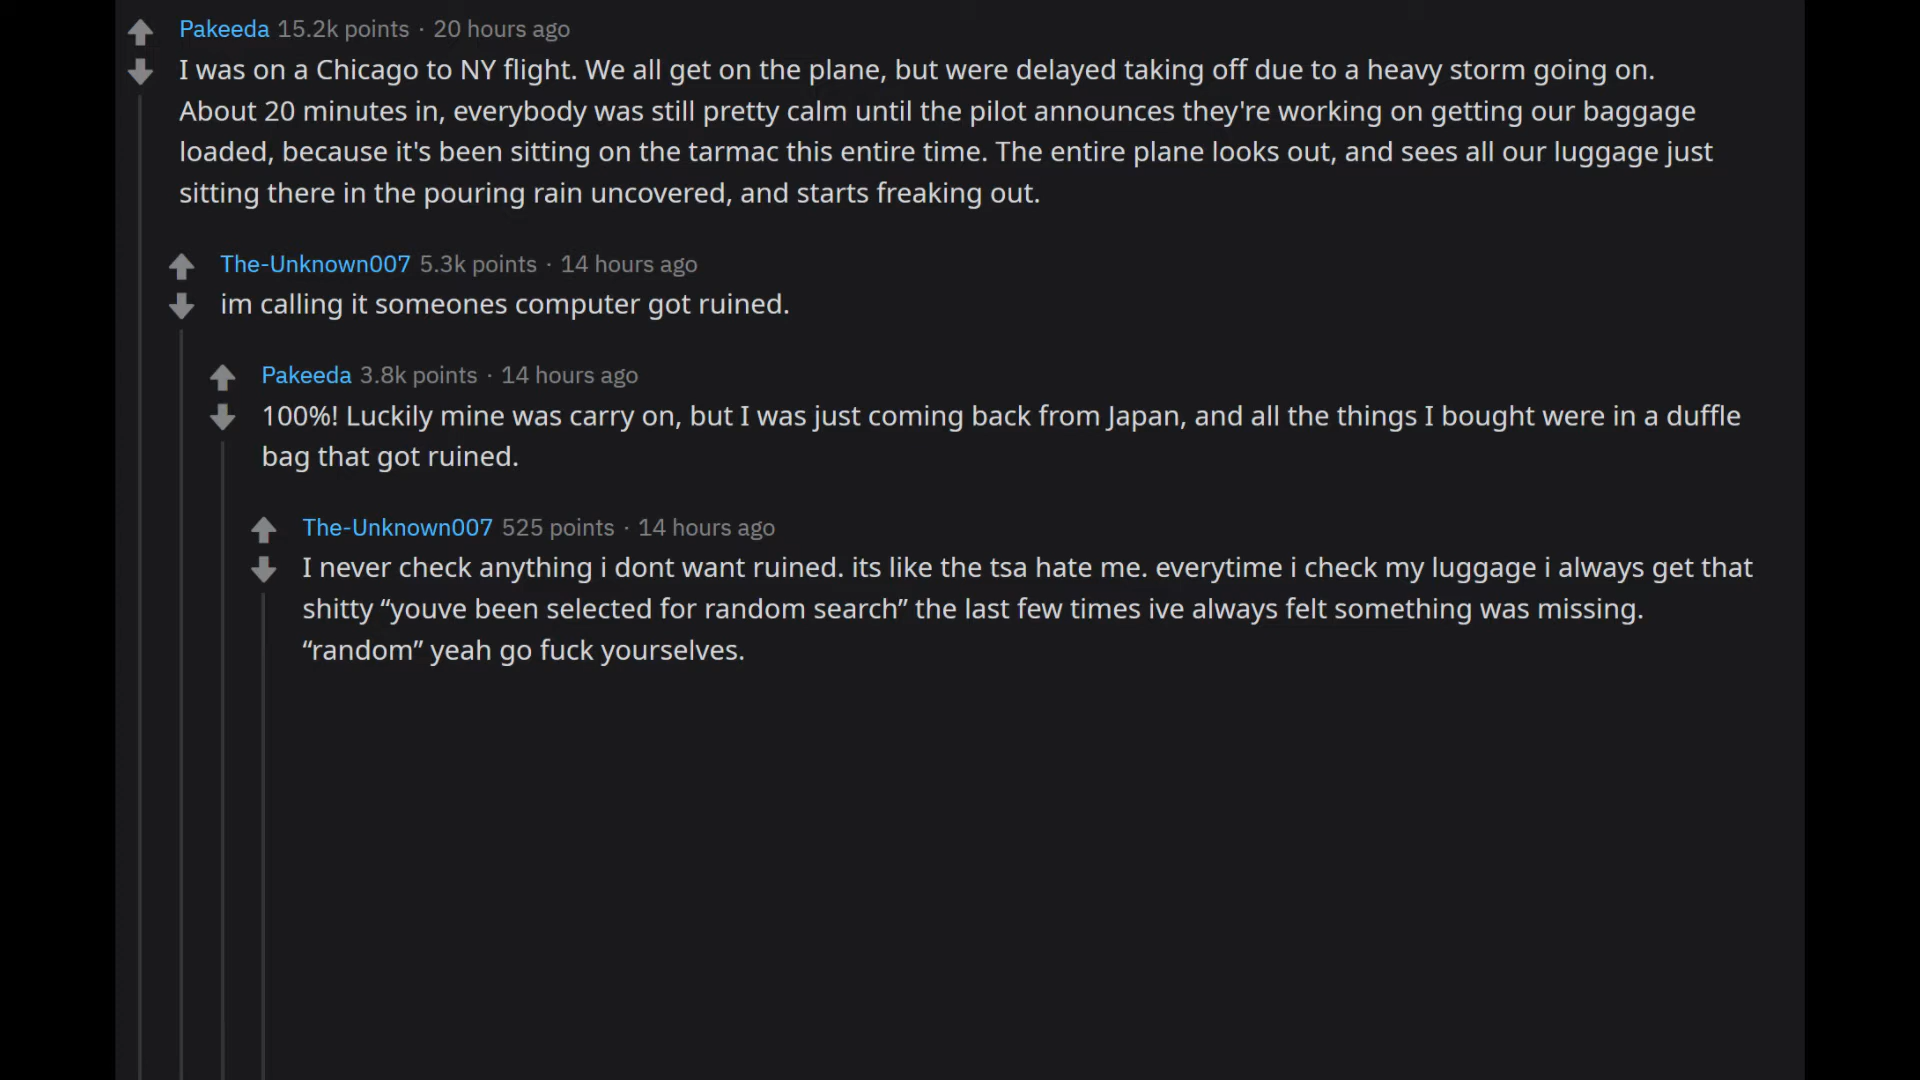 Pakeeda 15.2k points · 20 hours ago
I was on a Chicago to NY flight. We all get on the plane, but were delayed taking off due to a heavy storm going on.
About 20 minutes in, everybody was still pretty calm until the pilot announces they're working on getting our baggage
loaded, because it's been sitting on the tarmac this entire time. The entire plane looks out, and sees all our luggage just
sitting there in the pouring rain uncovered, and starts freaking out.
The-Unknown007 5.3k points · 14 hours ago
im calling it someones computer got ruined.
Pakeeda 3.8k points · 14 hours ago
100%! Luckily mine was carry on, but I was just coming back from Japan, and all the things I bought were in a duffle
bag that got ruined.
The-Unknown007 525 points · 14 hours ago
I never check anything i dont want ruined. its like the tsa hate me. everytime i check my luggage i always get that
shitty “youve been selected for random search” the last few times ive always felt something was missing.
“random” yeah go fuck yourselves.